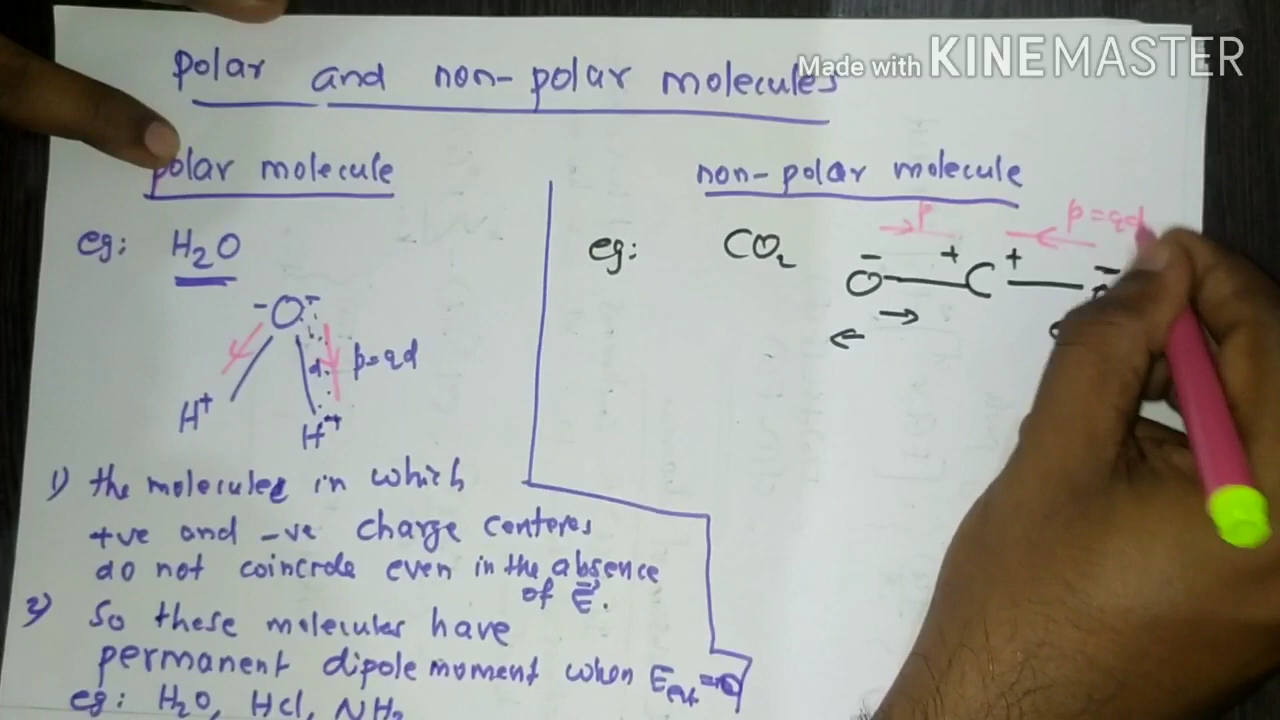 Made with KINEMASTER
polar and non-polar molecules
polar molecule
eg: H₂O
-O-
H+
H+
d
p=qd
1) the molecules in which
+ve and -ve charge centeres
do not coincide even in the absence
of E⃗.
2) So these molecules have
permanent dipole moment when Eext=0
eg: H₂O, HCl, NH₃
non-polar molecule
eg: CO₂
p
p=qd
- + + -
O C